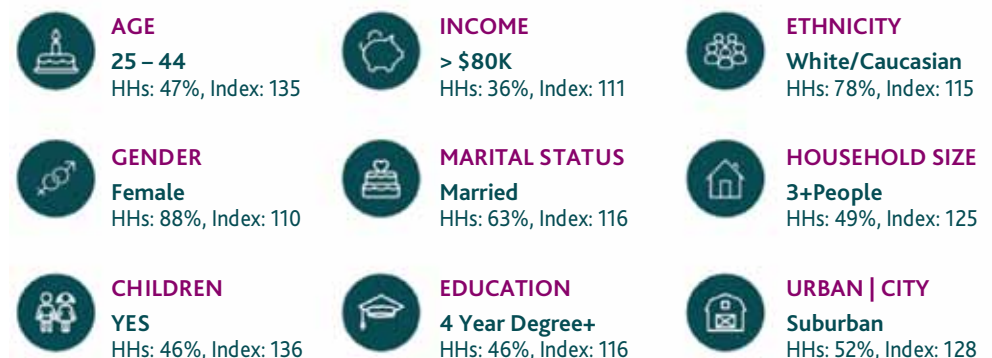 AGE
25 – 44
HHs: 47%, Index: 135
INCOME
> $80K
HHs: 36%, Index: 111
ETHNICITY
White/Caucasian
HHs: 78%, Index: 115
GENDER
Female
HHs: 88%, Index: 110
MARITAL STATUS
Married
HHs: 63%, Index: 116
HOUSEHOLD SIZE
3+People
HHs: 49%, Index: 125
CHILDREN
YES
HHs: 46%, Index: 136
EDUCATION
4 Year Degree+
HHs: 46%, Index: 116
URBAN | CITY
Suburban
HHs: 52%, Index: 128